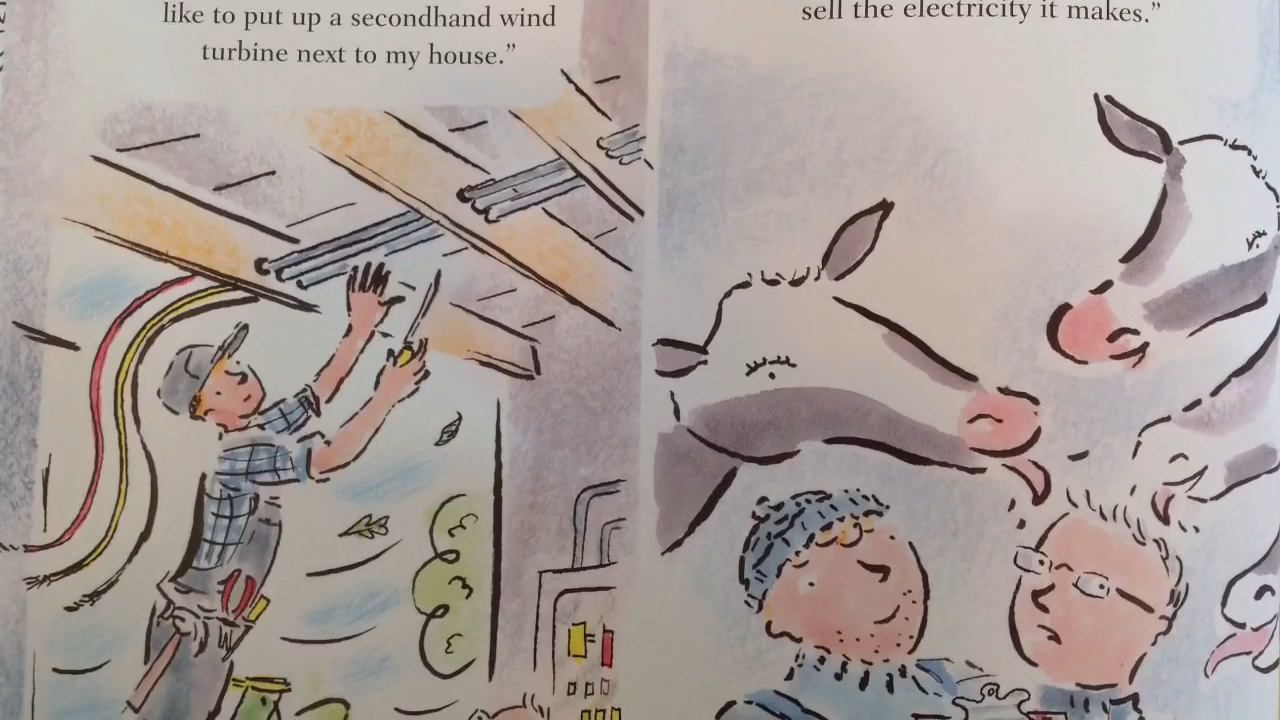 like to put up a secondhand wind
turbine next to my house.”
sell the electricity it makes.”